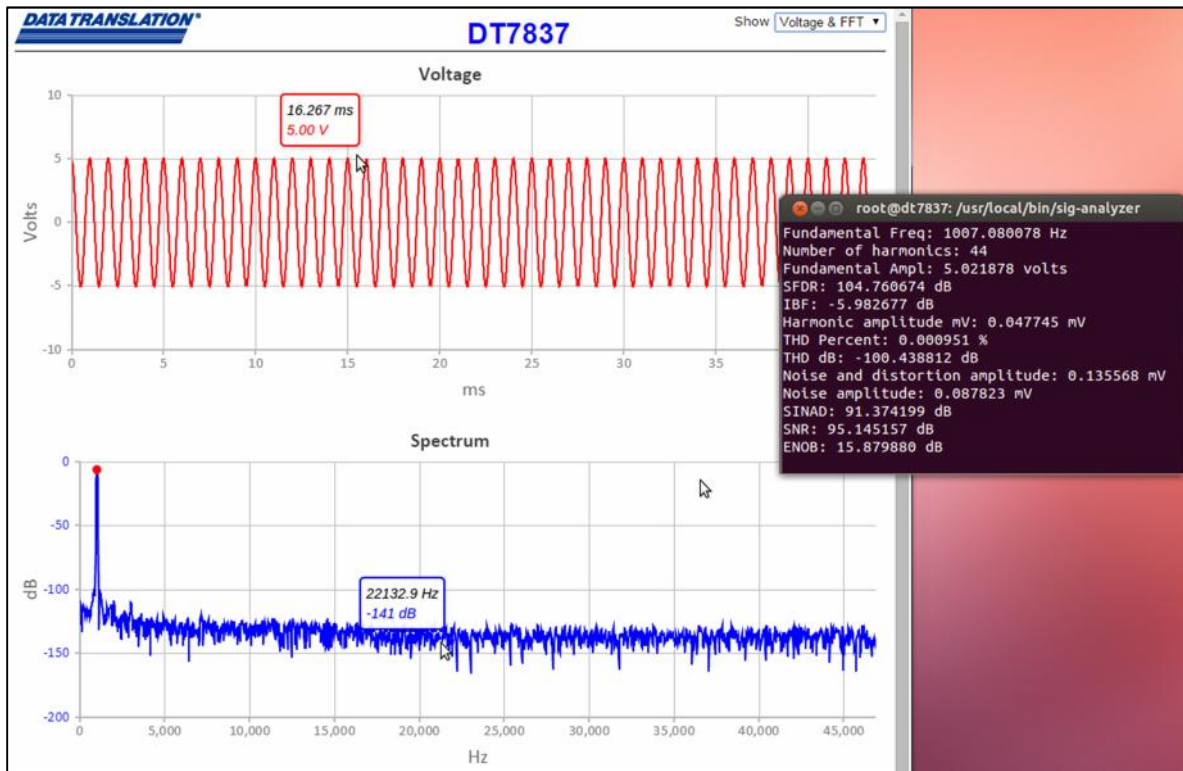 DATA TRANSLATION®
DT7837
Show Voltage & FFT
Voltage
10
5
0
-5
-10
Volts
16.267 ms
5.00 V
0
5
10
15
20
25
30
35
ms
root@dt7837: /usr/local/bin/sig-analyzer
Fundamental Freq: 1007.080078 Hz
Number of harmonics: 44
Fundamental Ampl: 5.021878 volts
SFDR: 104.760674 dB
IBF: -5.982677 dB
Harmonic amplitude mV: 0.047745 mV
THD Percent: 0.000951 %
THD dB: -100.438812 dB
Noise and distortion amplitude: 0.135568 mV
Noise amplitude: 0.087823 mV
SINAD: 91.374199 dB
SNR: 95.145157 dB
ENOB: 15.879880 dB
Spectrum
0
-50
-100
-150
-200
dB
22132.9 Hz
-141 dB
0
5,000
10,000
15,000
20,000
25,000
30,000
35,000
40,000
45,000
Hz